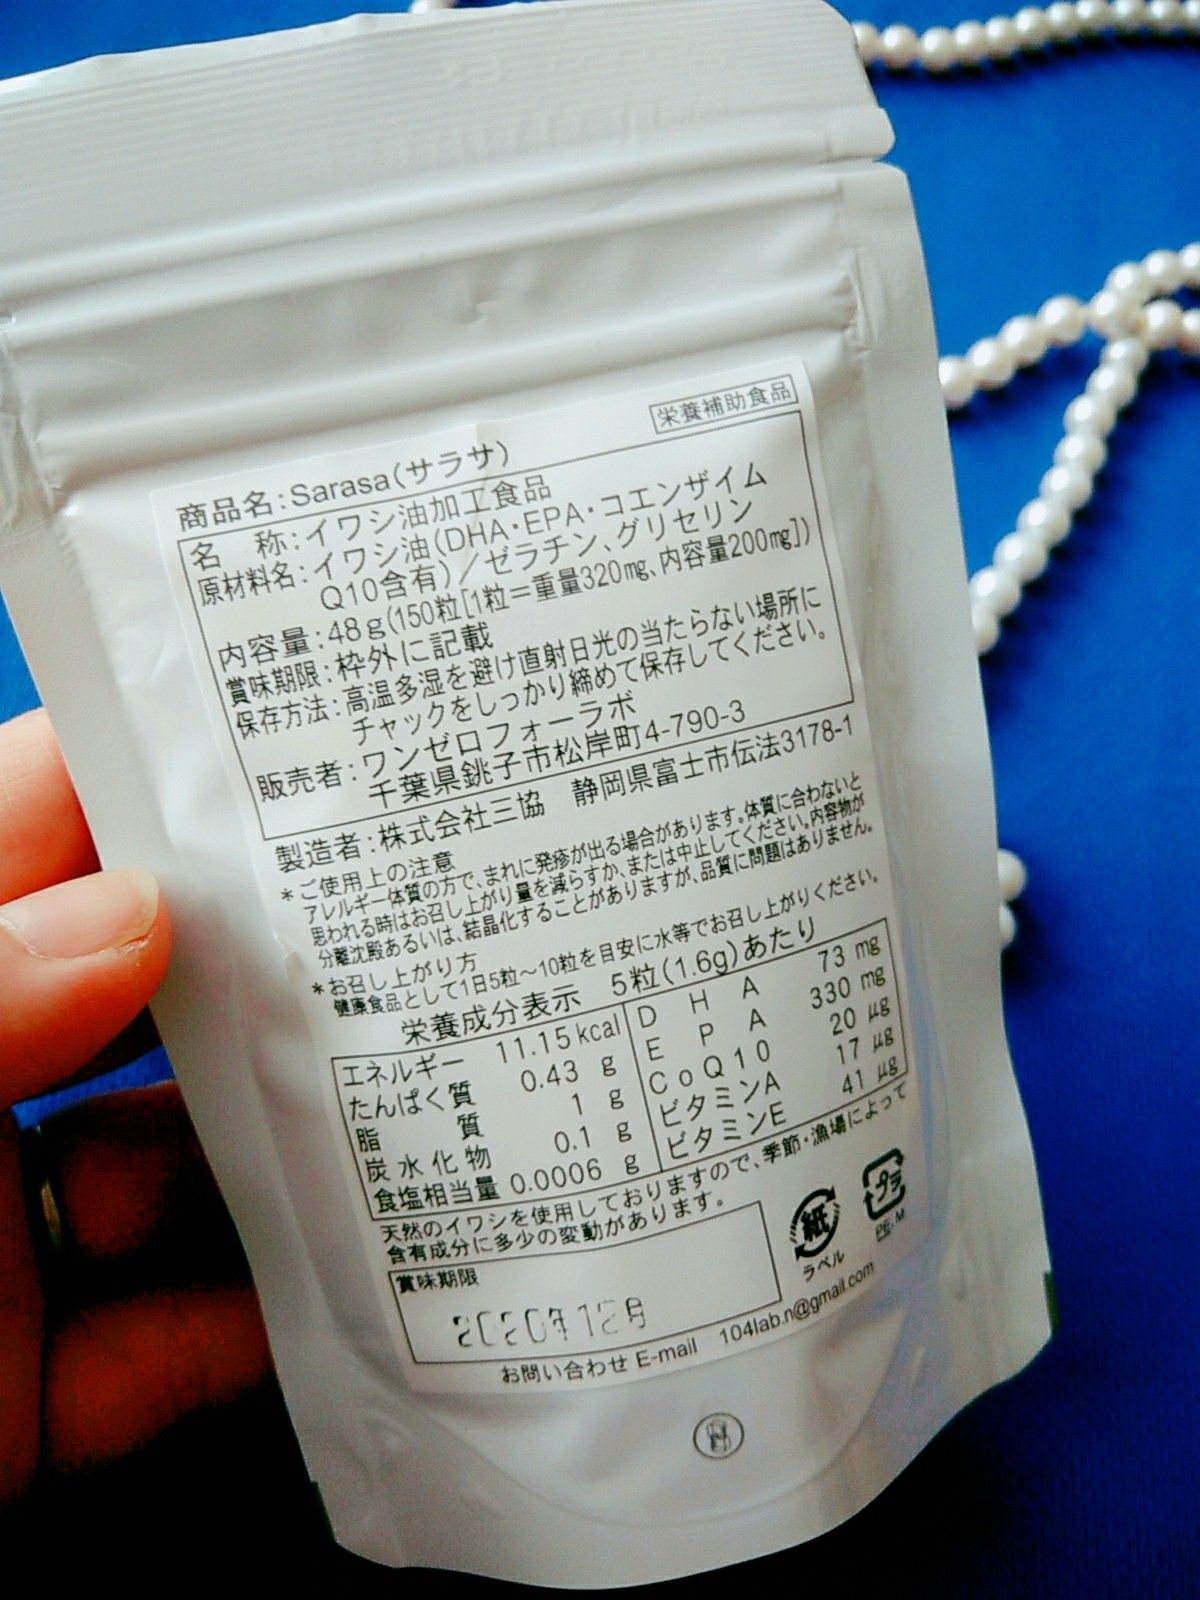 栄養補助食品
商品名:Sarasa(サラサ)
名　称:イワシ油加工食品
原材料名:イワシ油(DHA・EPA・コエンザイム
Q10含有)/ゼラチン、グリセリン
内容量:48g(150粒[1粒=重量320mg、内容量200mg])
賞味期限:枠外に記載
保存方法:高温多湿を避け直射日光の当たらない場所に
チャックをしっかり締めて保存してください。
販売者:ワンゼロフォーラボ
千葉県銚子市松岸町4-790-3
製造者:株式会社三協　静岡県富士市伝法3178-1
*ご使用上の注意
アレルギー体質の方で、まれに発疹が出る場合があります。体質に合わないと
思われる時はお召し上がり量を減らすか、または中止してください。内容物が
分離沈殿あるいは、結晶化することがありますが、品質に問題はありません。
*お召し上がり方
健康食品として1日5粒～10粒を目安に水等でお召し上がりください。
栄養成分表示　5粒(1.6g)あたり
エネルギー 11.15kcal
たんぱく質 0.43 g
脂質 1 g
炭水化物 0.1 g
食塩相当量 0.0006 g
DHA 73 mg
EPA 330 mg
CoQ10 20 μg
ビタミンA 17 μg
ビタミンE 41 μg
天然のイワシを使用しておりますので、季節・漁場によって
含有成分に多少の変動があります。
紙
ラベル
プラ
PE,M
賞味期限
2020年12月
お問い合わせ E-mail　104lab.n@gmail.com